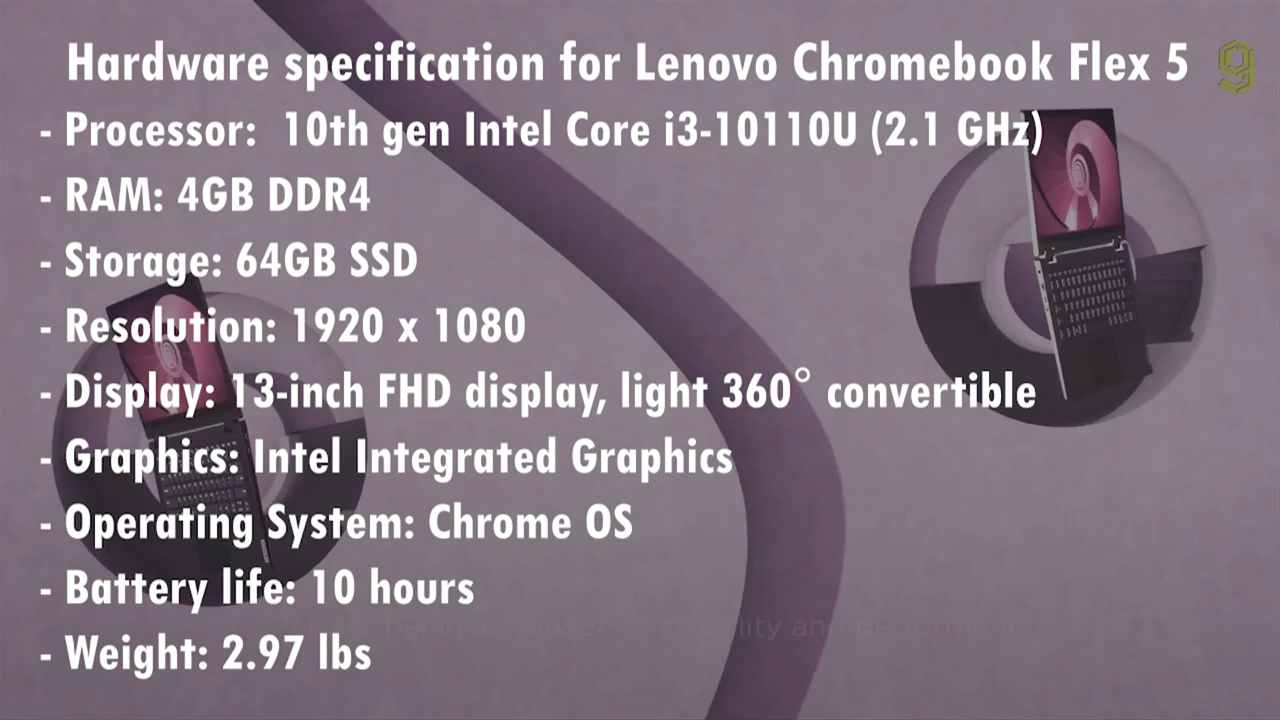 Hardware specification for Lenovo Chromebook Flex 5
- Processor:  10th gen Intel Core i3-10110U (2.1 GHz)
- RAM: 4GB DDR4
- Storage: 64GB SSD
- Resolution: 1920 x 1080
- Display: 13-inch FHD display, light 360° convertible
- Graphics: Intel Integrated Graphics
- Operating System: Chrome OS
- Battery life: 10 hours
- Weight: 2.97 lbs